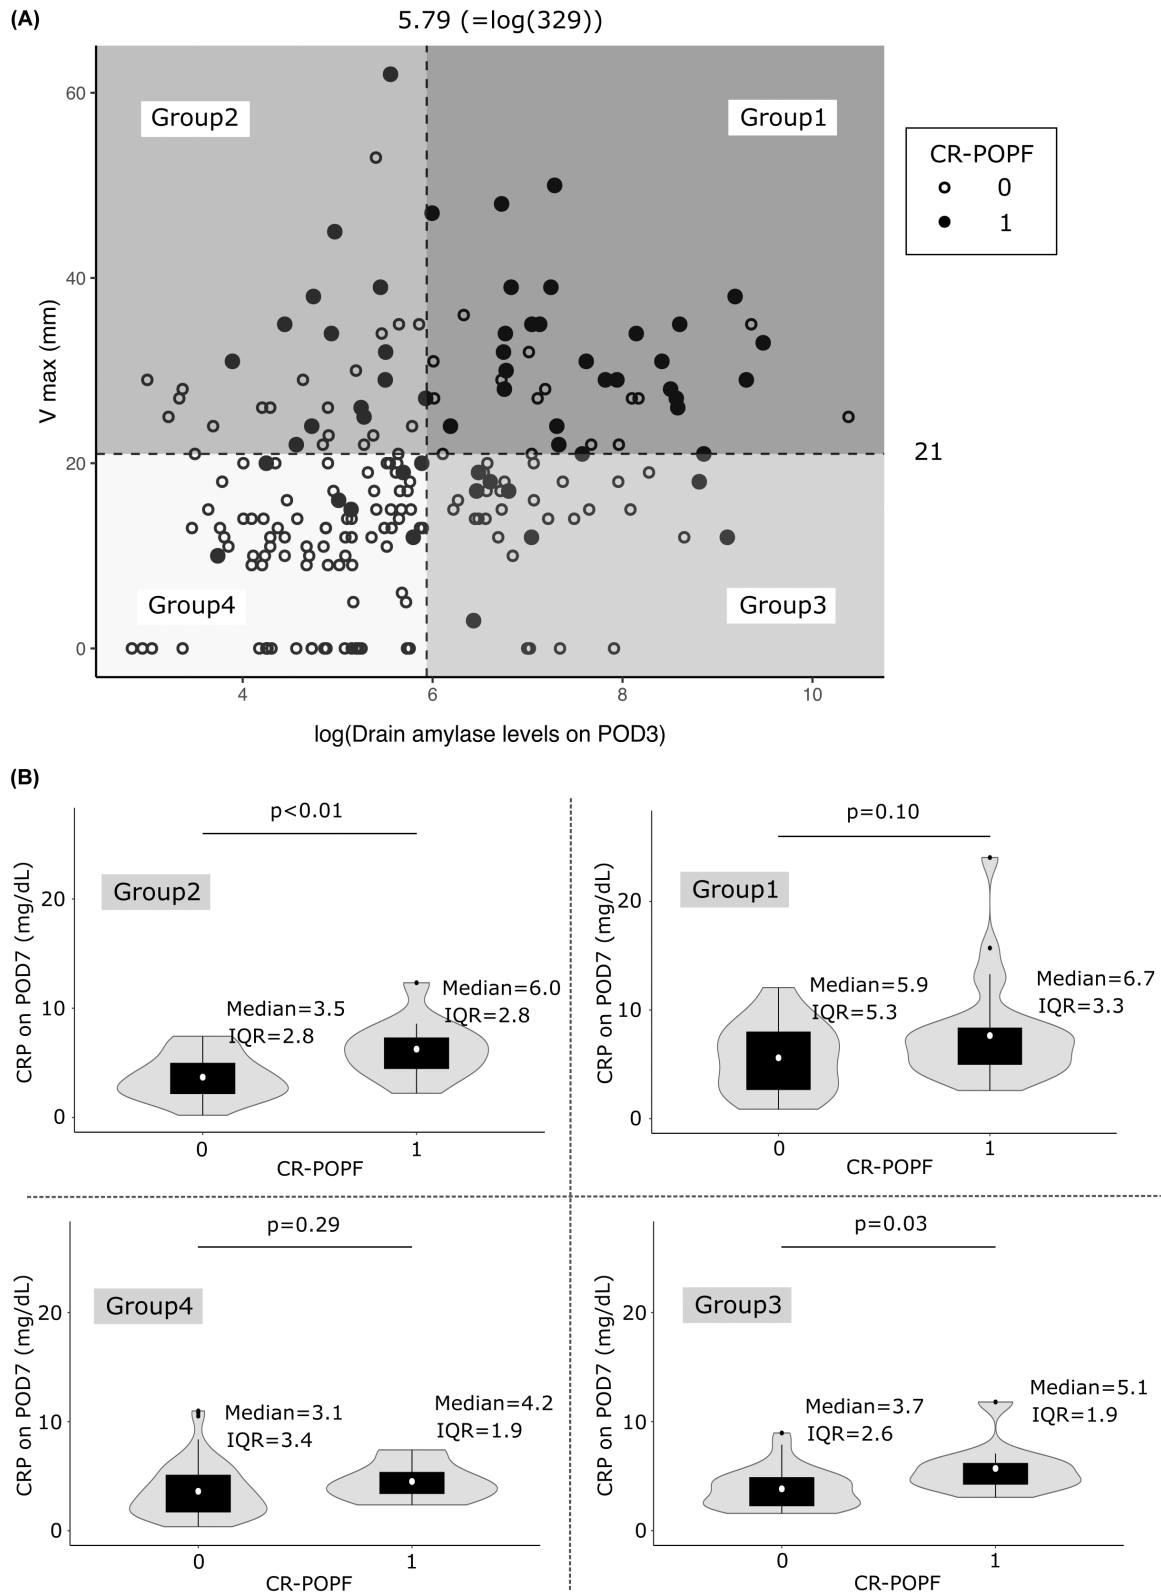 (A)
5.79 (=log(329))
60
40
20
0
V max (mm)
Group2
Group1
Group4
Group3
CR-POPF
0
1
21
4
6
8
10
log(Drain amylase levels on POD3)
(B)
p<0.01
Group2
CRP on POD7 (mg/dL)
20
10
0
Median=3.5
IQR=2.8
Median=6.0
IQR=2.8
0
1
CR-POPF
p=0.10
Group1
CRP on POD7 (mg/dL)
20
10
0
Median=5.9
IQR=5.3
Median=6.7
IQR=3.3
0
1
CR-POPF
p=0.29
Group4
CRP on POD7 (mg/dL)
20
10
0
Median=3.1
IQR=3.4
Median=4.2
IQR=1.9
0
1
CR-POPF
p=0.03
Group3
CRP on POD7 (mg/dL)
20
10
0
Median=3.7
IQR=2.6
Median=5.1
IQR=1.9
0
1
CR-POPF